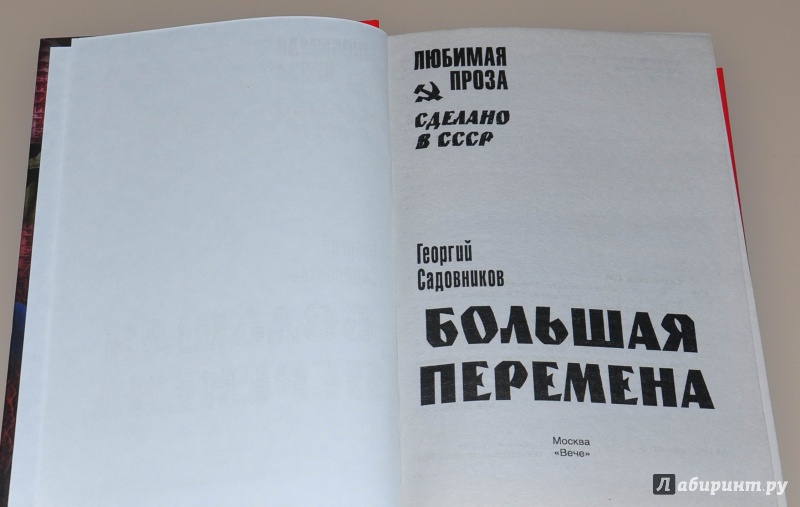 ЛЮБИМАЯ
ПРОЗА
СДЕЛАНО
В СССР
Георгий
Садовников
БОЛЬШАЯ
ПЕРЕМЕНА
Москва
«Вече»
Лабиринт.ру